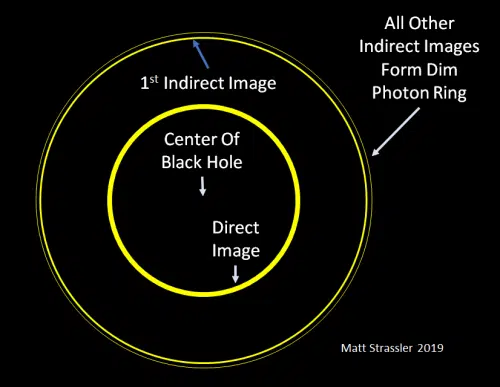 All Other
Indirect Images
Form Dim
Photon Ring
1st Indirect Image
Center Of
Black Hole
Direct
Image
Matt Strassler 2019